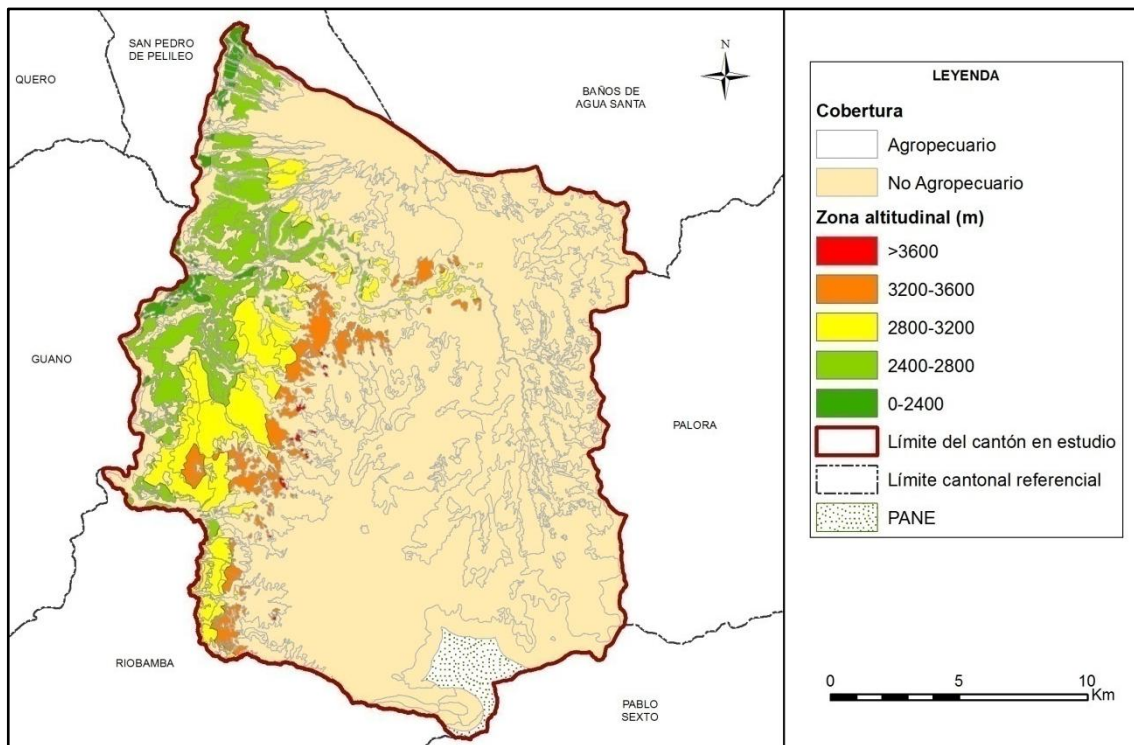 SAN PEDRO
DE PELILEO
QUERO
BAÑOS DE
AGUA SANTA
N
GUANO
PALORA
RIOBAMBA
PABLO
SEXTO
LEYENDA
Cobertura
Agropecuario
No Agropecuario
Zona altitudinal (m)
>3600
3200-3600
2800-3200
2400-2800
0-2400
Límite del cantón en estudio
Límite cantonal referencial
PANE
0 5 10
Km